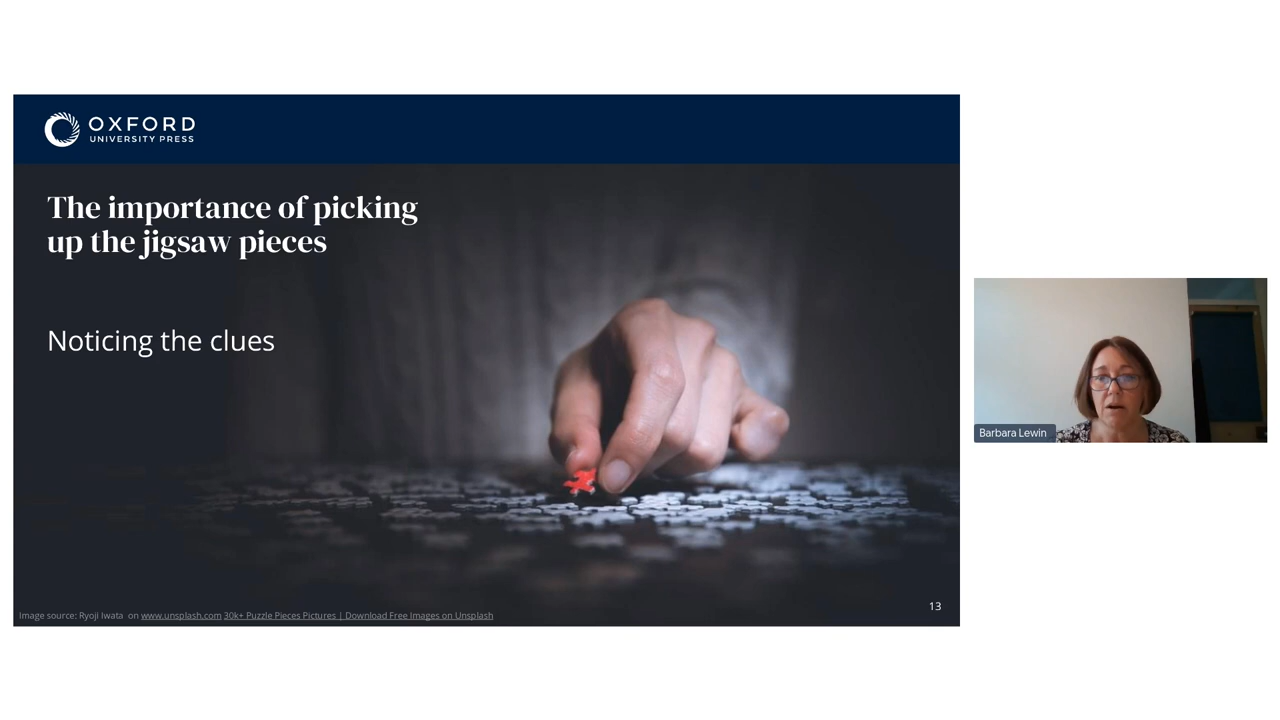 OXFORD
UNIVERSITY PRESS
The importance of picking
up the jigsaw pieces
Noticing the clues
Image source: Ryoji Iwata on www.unsplash.com 30k+ Puzzle Pieces Pictures | Download Free Images on Unsplash
13
Barbara Lewin